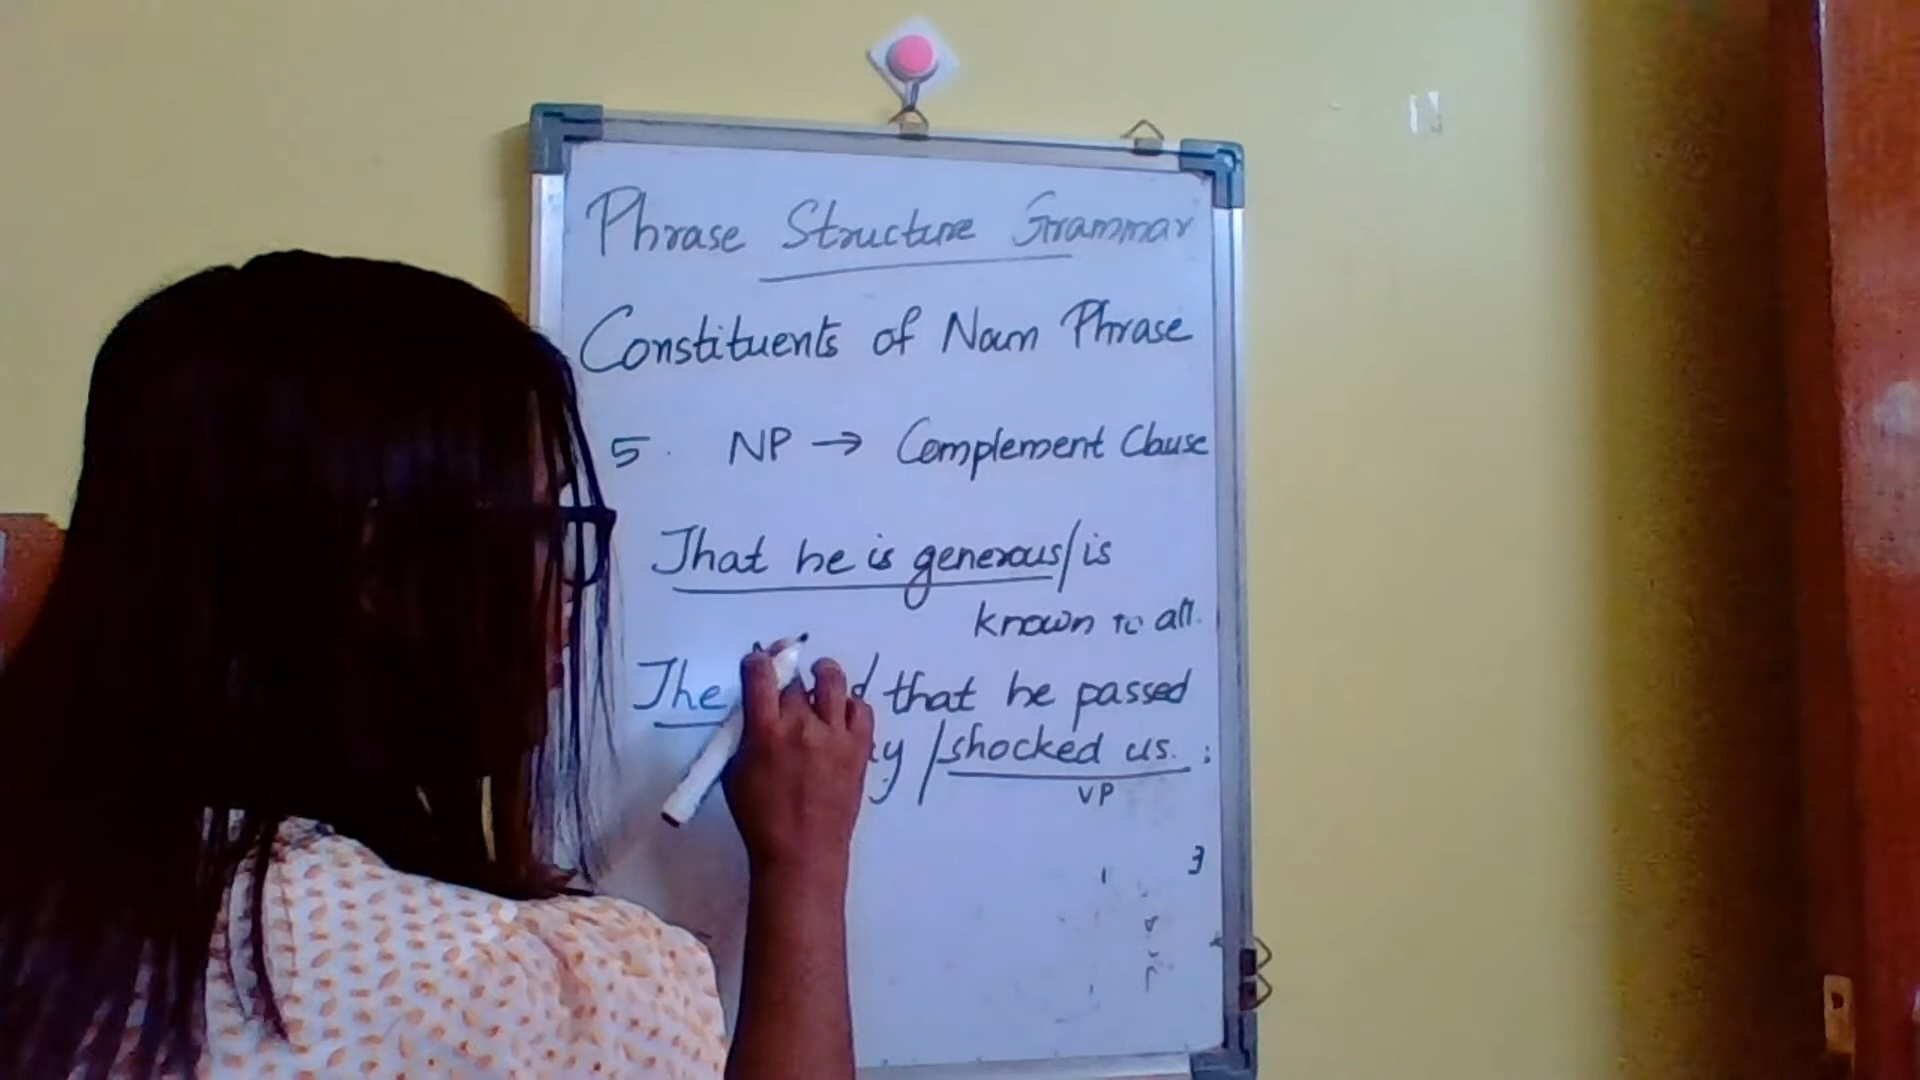 Phrase Structure Grammar
Constituents of Noun Phrase
5. NP → Complement Clause
That he is generous/is
known to all.
The that he passed
/shocked us.
VP